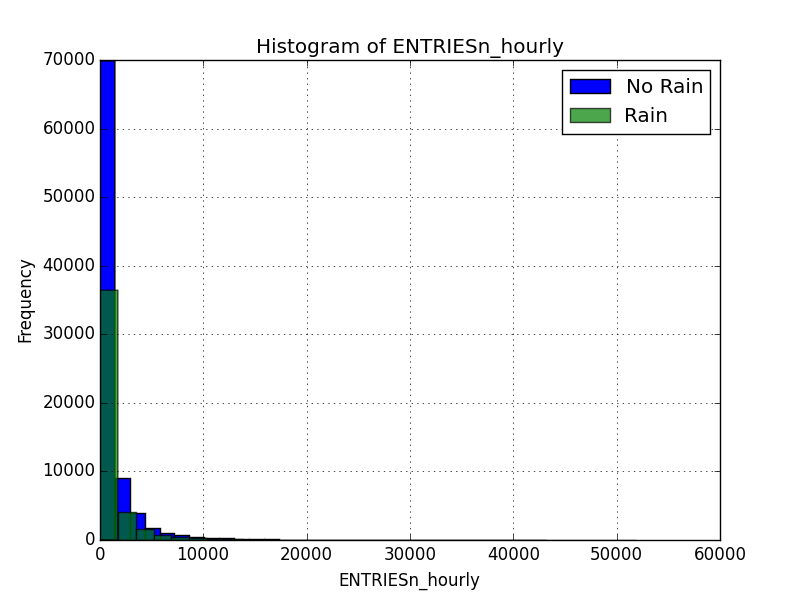 Histogram of ENTRIESn_hourly
70000
60000
50000
40000
30000
20000
10000
0
Frequency
No Rain
Rain
0 10000 20000 30000 40000 50000 60000
ENTRIESn_hourly